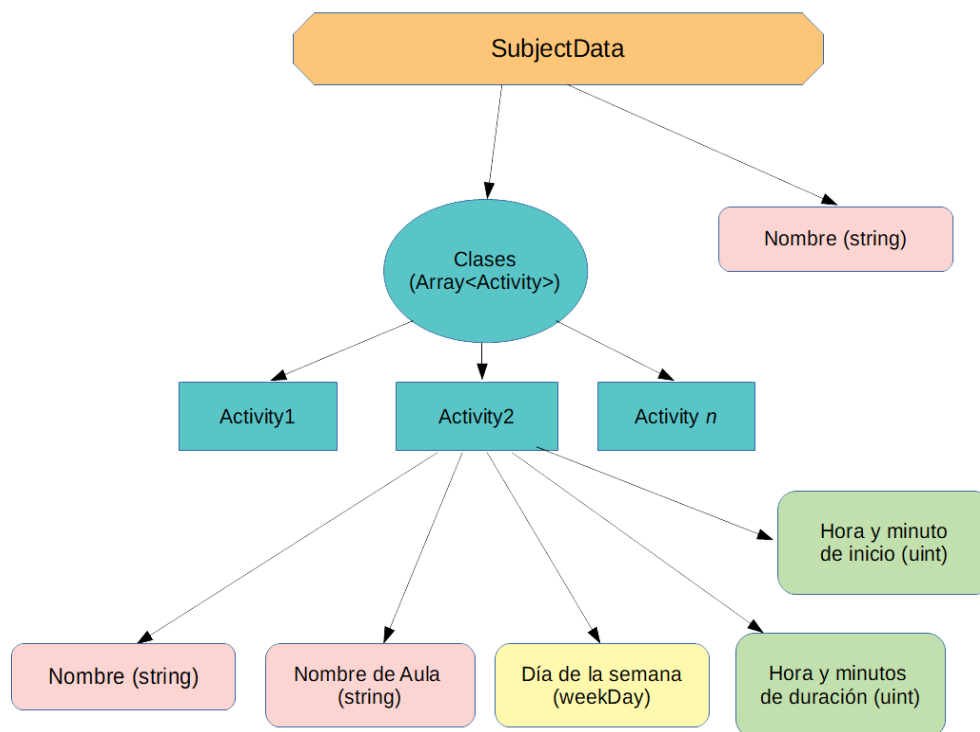 SubjectData
Nombre (string)
Clases
(Array<Activity>)
Activity1
Activity2
Activity n
Hora y minuto
de inicio (uint)
Nombre (string)
Nombre de Aula
(string)
Día de la semana
(weekDay)
Hora y minutos
de duración (uint)